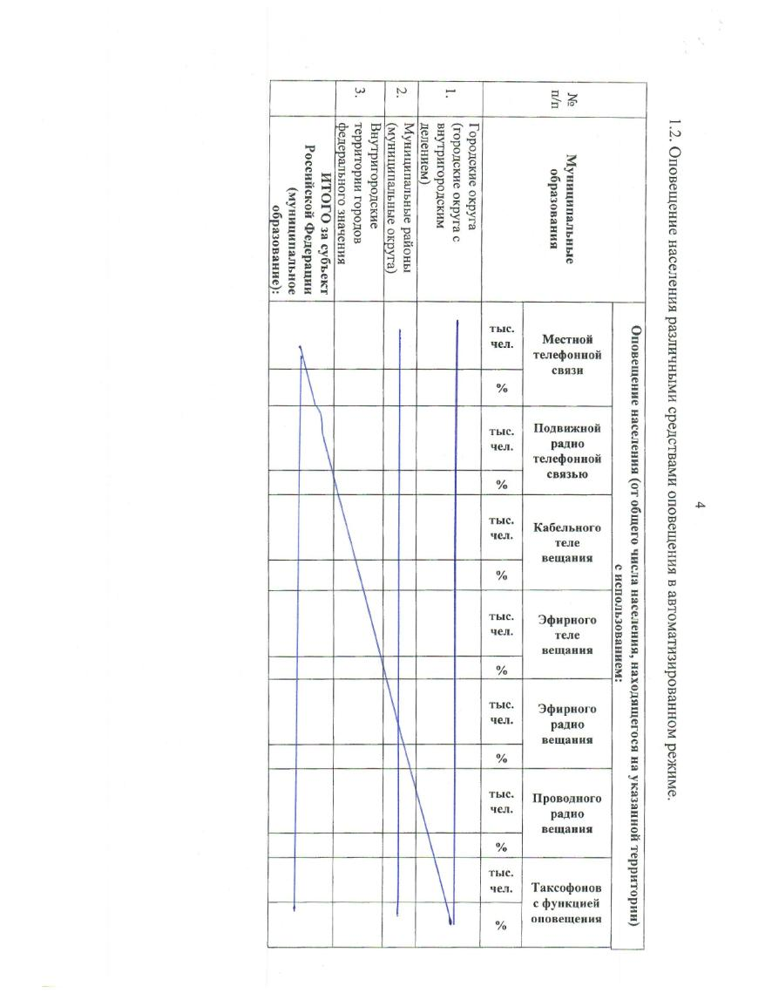 4
1.2. Оповещение населения различными средствами оповещения в автоматизированном режиме.
№
п/п
Муниципальные
образования
Оповещение населения (от общего числа населения, находящегося на указанной территории)
с использованием:
Местной
телефонной
связи
Подвижной
радио
телефонной
связью
Кабельного
теле
вещания
Эфирного
теле
вещания
Эфирного
радио
вещания
Проводного
радио
вещания
Таксофонов
с функцией
оповещения
тыс.
чел.
%
тыс.
чел.
%
тыс.
чел.
%
тыс.
чел.
%
тыс.
чел.
%
тыс.
чел.
%
тыс.
чел.
%
1.
Городские округа
(городские округа с
внутригородским
делением)
2.
Муниципальные районы
(муниципальные округа)
3.
Внутригородские
территории городов
федерального значения
ИТОГО за субъект
Российской Федерации
(муниципальное
образование):